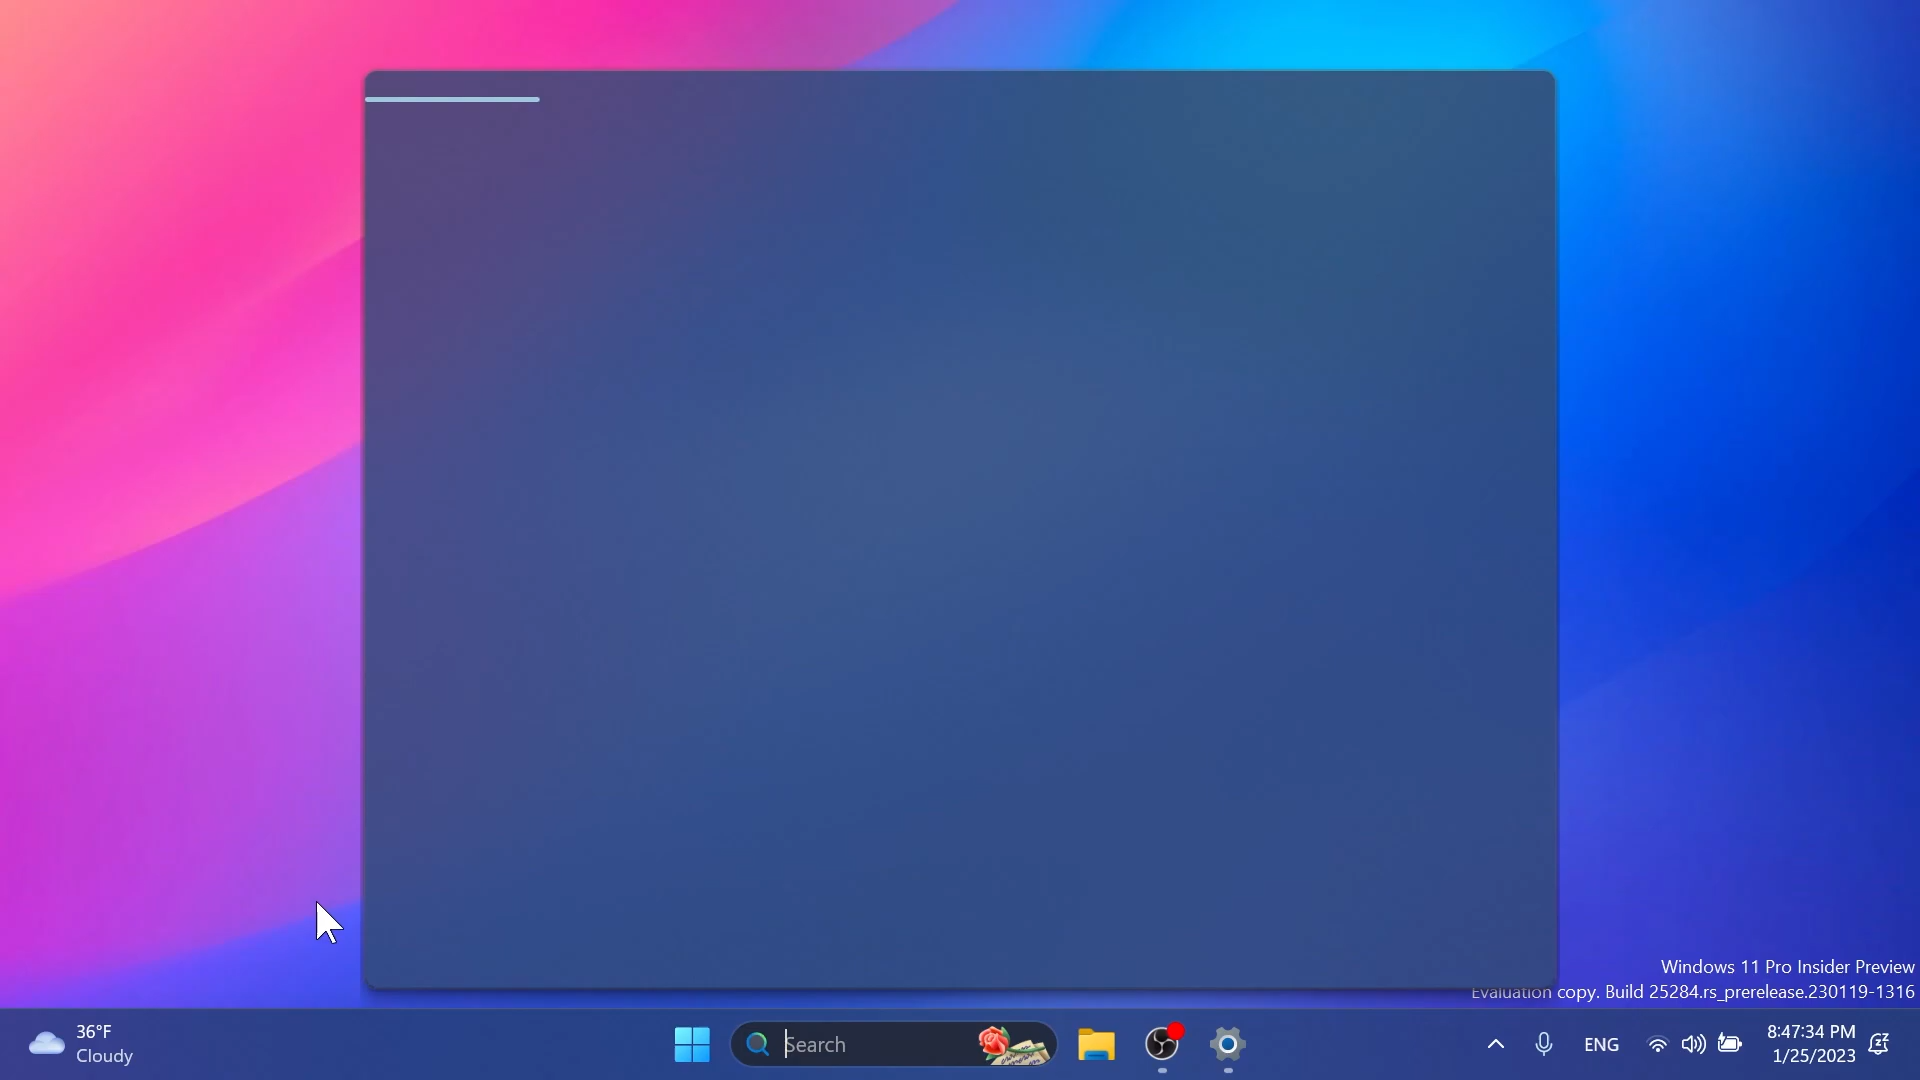 Windows 11 Pro Insider Preview
Evaluation copy. Build 25284.rs_prerelease.230119-1316
36°F
Cloudy
Search
ENG
8:47:34 PM
1/25/2023